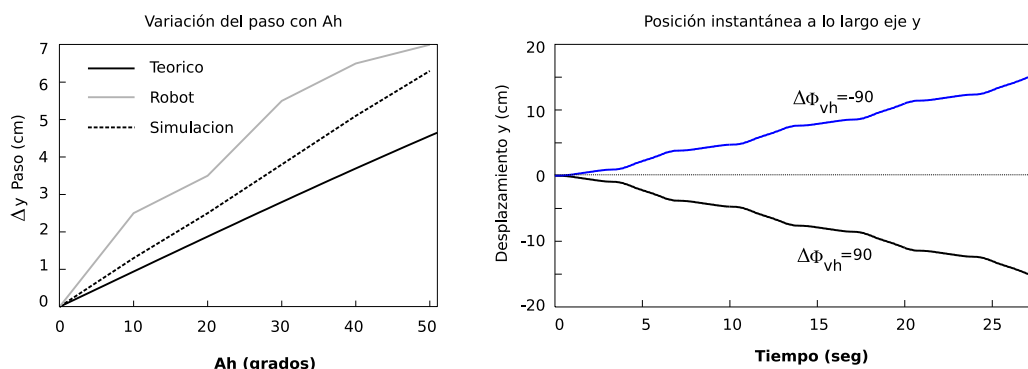 Variación del paso con Ah
7
6
5
4
3
2
1
0
Δy Paso (cm)
Teorico
Robot
Simulacion
0 10 20 30 40 50
Ah (grados)
Posición instantánea a lo largo eje y
20
10
0
-10
-20
Desplazamiento y (cm)
ΔΦvh=-90
ΔΦvh=90
0 5 10 15 20 25
Tiempo (seg)